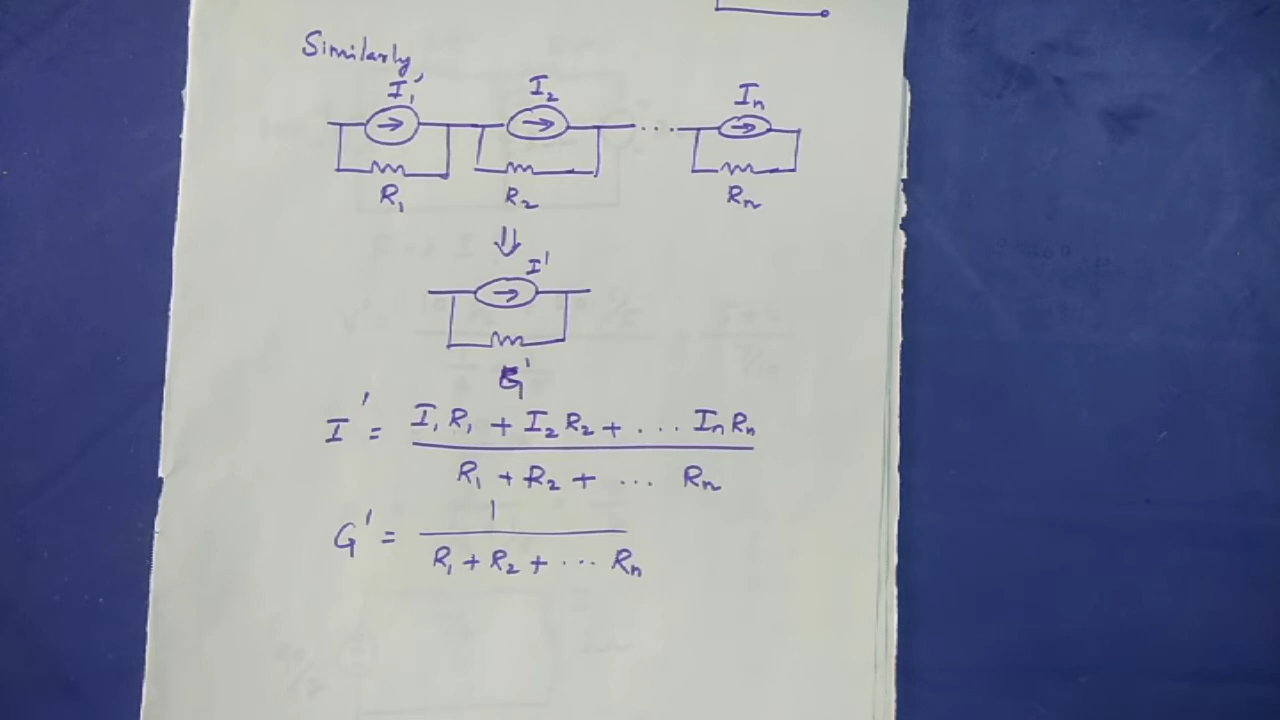 Similarly
I₁' I₂ Iₙ
...
R₁ R₂ Rₙ
⇓
I'
G'
I' = (I₁R₁ + I₂R₂ + ... IₙRₙ) / (R₁ + R₂ + ... Rₙ)
G' = 1 / (R₁ + R₂ + ... Rₙ)